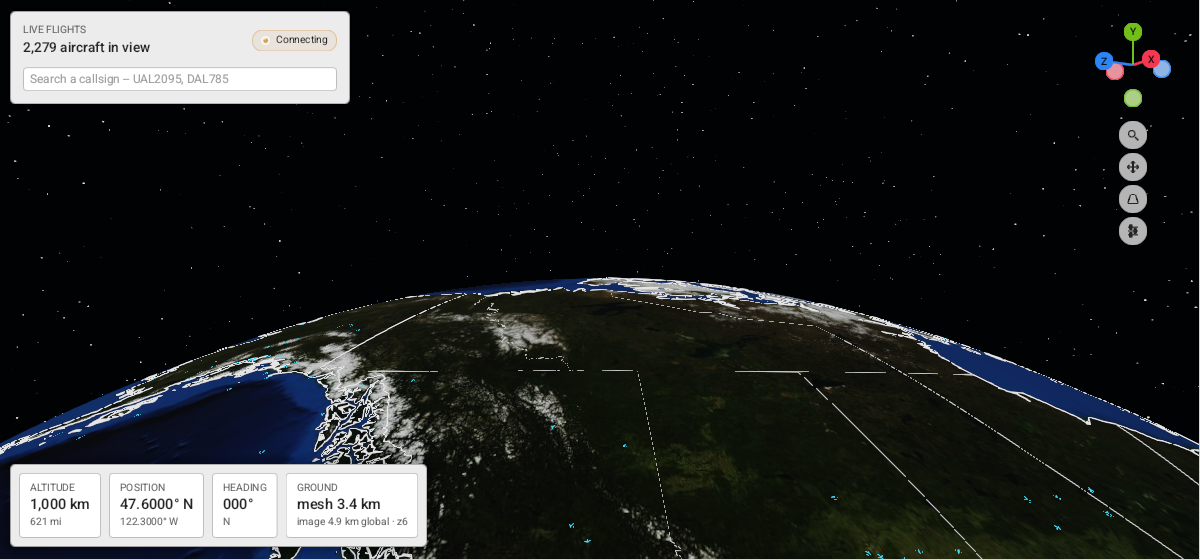 LIVE FLIGHTS
2,279 aircraft in view
Connecting
Search a callsign – UAL2095, DAL785
Y
Z
X
ALTITUDE
1,000 km
621 mi
POSITION
47.6000° N
122.3000° W
HEADING
000°
N
GROUND
mesh 3.4 km
image 4.9 km global · z6